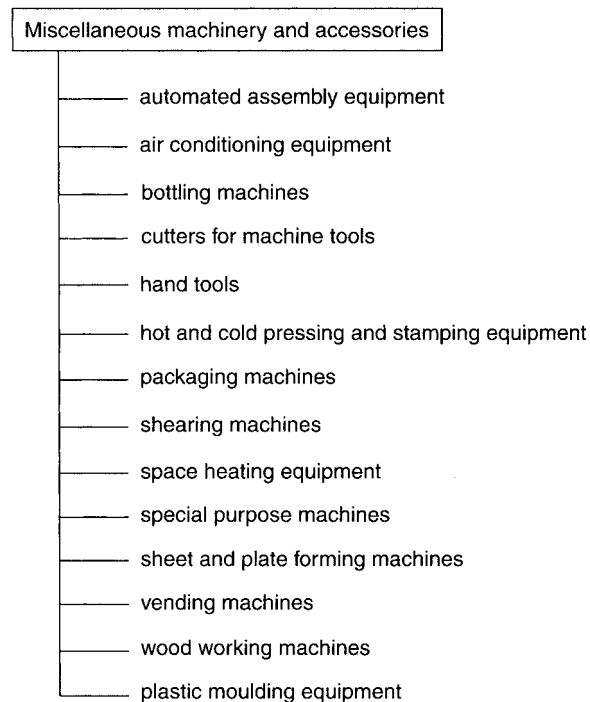 Miscellaneous machinery and accessories
automated assembly equipment
air conditioning equipment
bottling machines
cutters for machine tools
hand tools
hot and cold pressing and stamping equipment
packaging machines
shearing machines
space heating equipment
special purpose machines
sheet and plate forming machines
vending machines
wood working machines
plastic moulding equipment